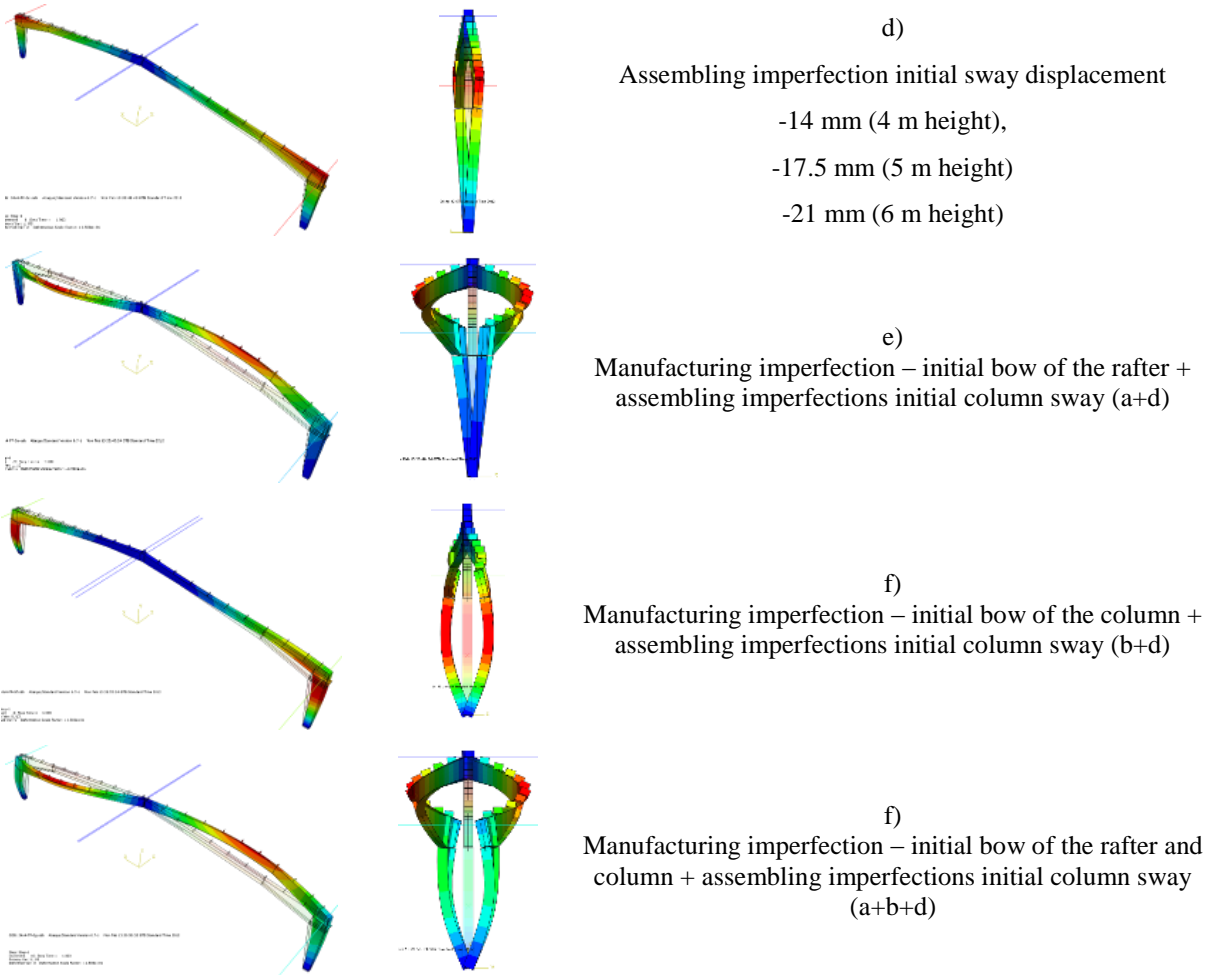 d)
Assembling imperfection initial sway displacement
-14 mm (4 m height),
-17.5 mm (5 m height)
-21 mm (6 m height)
e)
Manufacturing imperfection – initial bow of the rafter +
assembling imperfections initial column sway (a+d)
f)
Manufacturing imperfection – initial bow of the column +
assembling imperfections initial column sway (b+d)
f)
Manufacturing imperfection – initial bow of the rafter and
column + assembling imperfections initial column sway
(a+b+d)